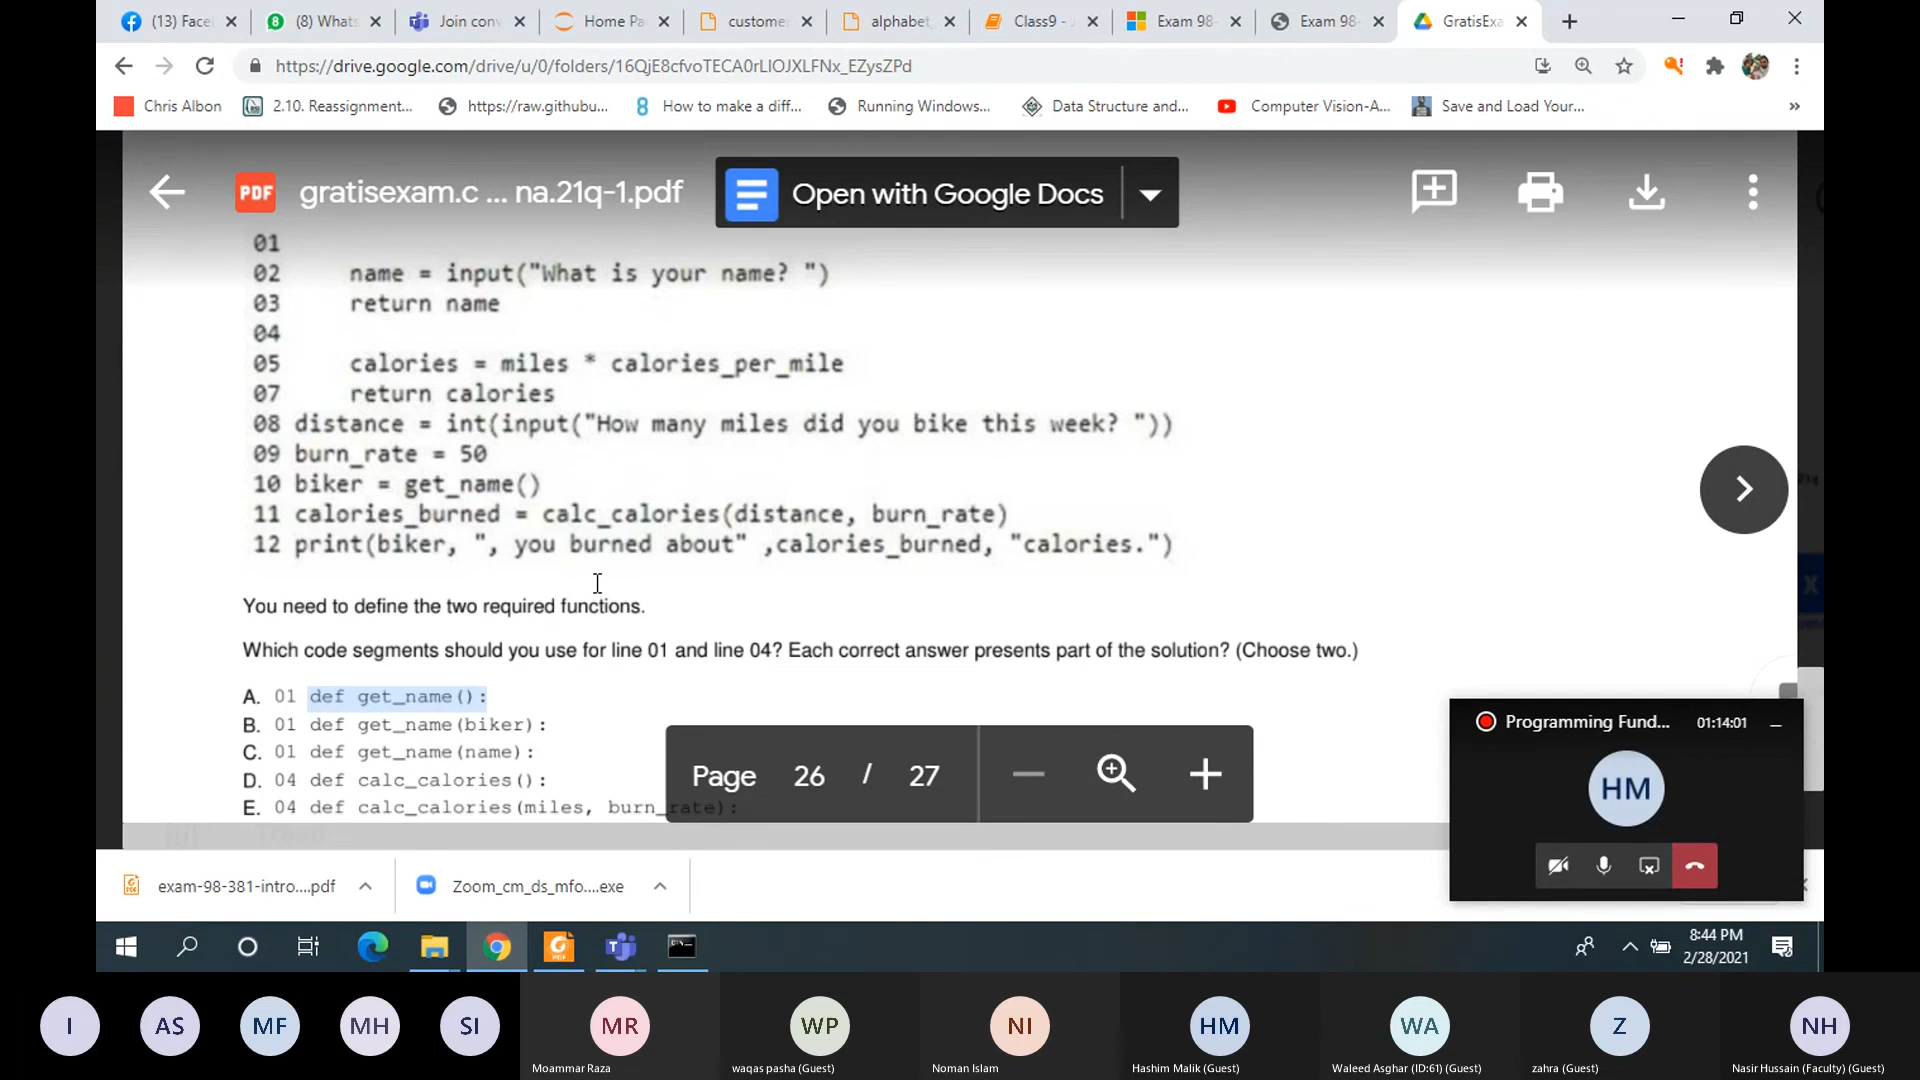 (13) Face
(8) Whats
Join con
Home Pa
custome
alphabet
Class9 - J
Exam 98-
Exam 98-
GratisExa
https://drive.google.com/drive/u/0/folders/16QjE8cfvoTECA0rLlOJXLFNx_EZysZPd
Chris Albon
2.10. Reassignment...
https://raw.githubu...
How to make a diff...
Running Windows...
Data Structure and...
Computer Vision-A...
Save and Load Your...
»
PDF gratisexam.c ... na.21q-1.pdf
Open with Google Docs
01
02 name = input("What is your name? ")
03 return name
04
05 calories = miles * calories_per_mile
07 return calories
08 distance = int(input("How many miles did you bike this week? "))
09 burn_rate = 50
10 biker = get_name()
11 calories_burned = calc_calories(distance, burn_rate)
12 print(biker, ", you burned about" ,calories_burned, "calories.")
You need to define the two required functions.
Which code segments should you use for line 01 and line 04? Each correct answer presents part of the solution? (Choose two.)
A. 01 def get_name():
B. 01 def get_name(biker):
C. 01 def get_name(name):
D. 04 def calc_calories():
E. 04 def calc_calories(miles, burn_rate):
Page 26 / 27
Programming Fund... 01:14:01
HM
exam-98-381-intro....pdf
Zoom_cm_ds_mfo....exe
8:44 PM
2/28/2021
I
AS
MF
MH
SI
MR
WP
NI
HM
WA
Z
NH
Moammar Raza
waqas pasha (Guest)
Noman Islam
Hashim Malik (Guest)
Waleed Asghar (ID:61) (Guest)
zahra (Guest)
Nasir Hussain (Faculty) (Guest)